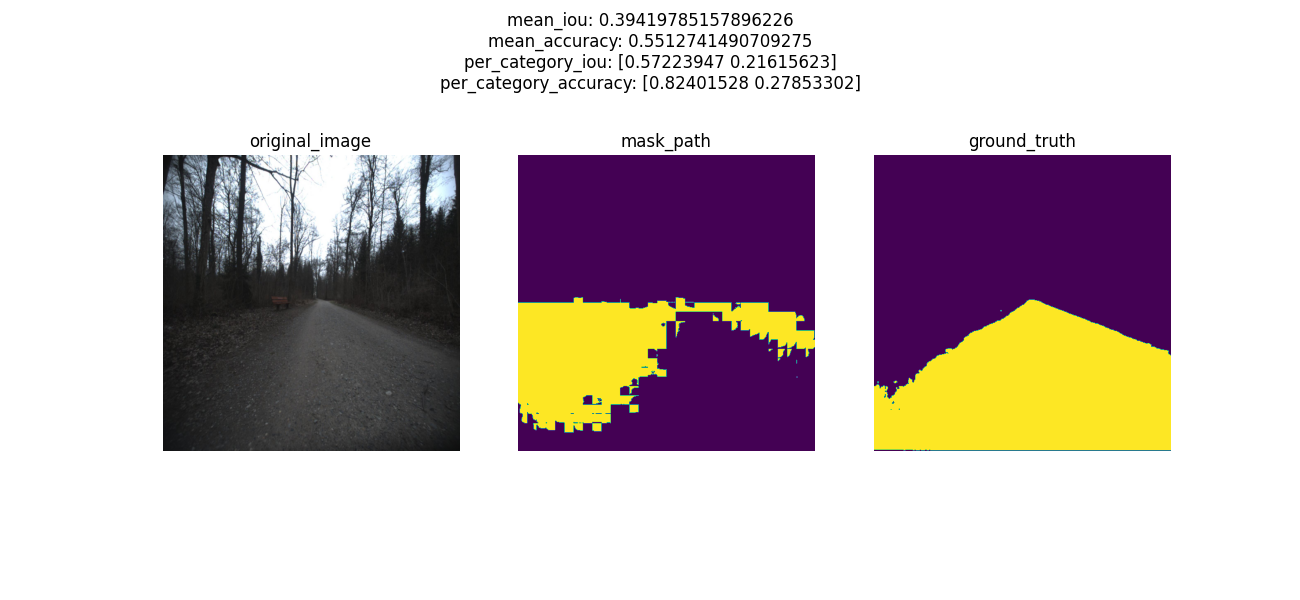 mean_iou: 0.39419785157896226
mean_accuracy: 0.5512741490709275
per_category_iou: [0.57223947 0.21615623]
per_category_accuracy: [0.82401528 0.27853302]
original_image
mask_path
ground_truth